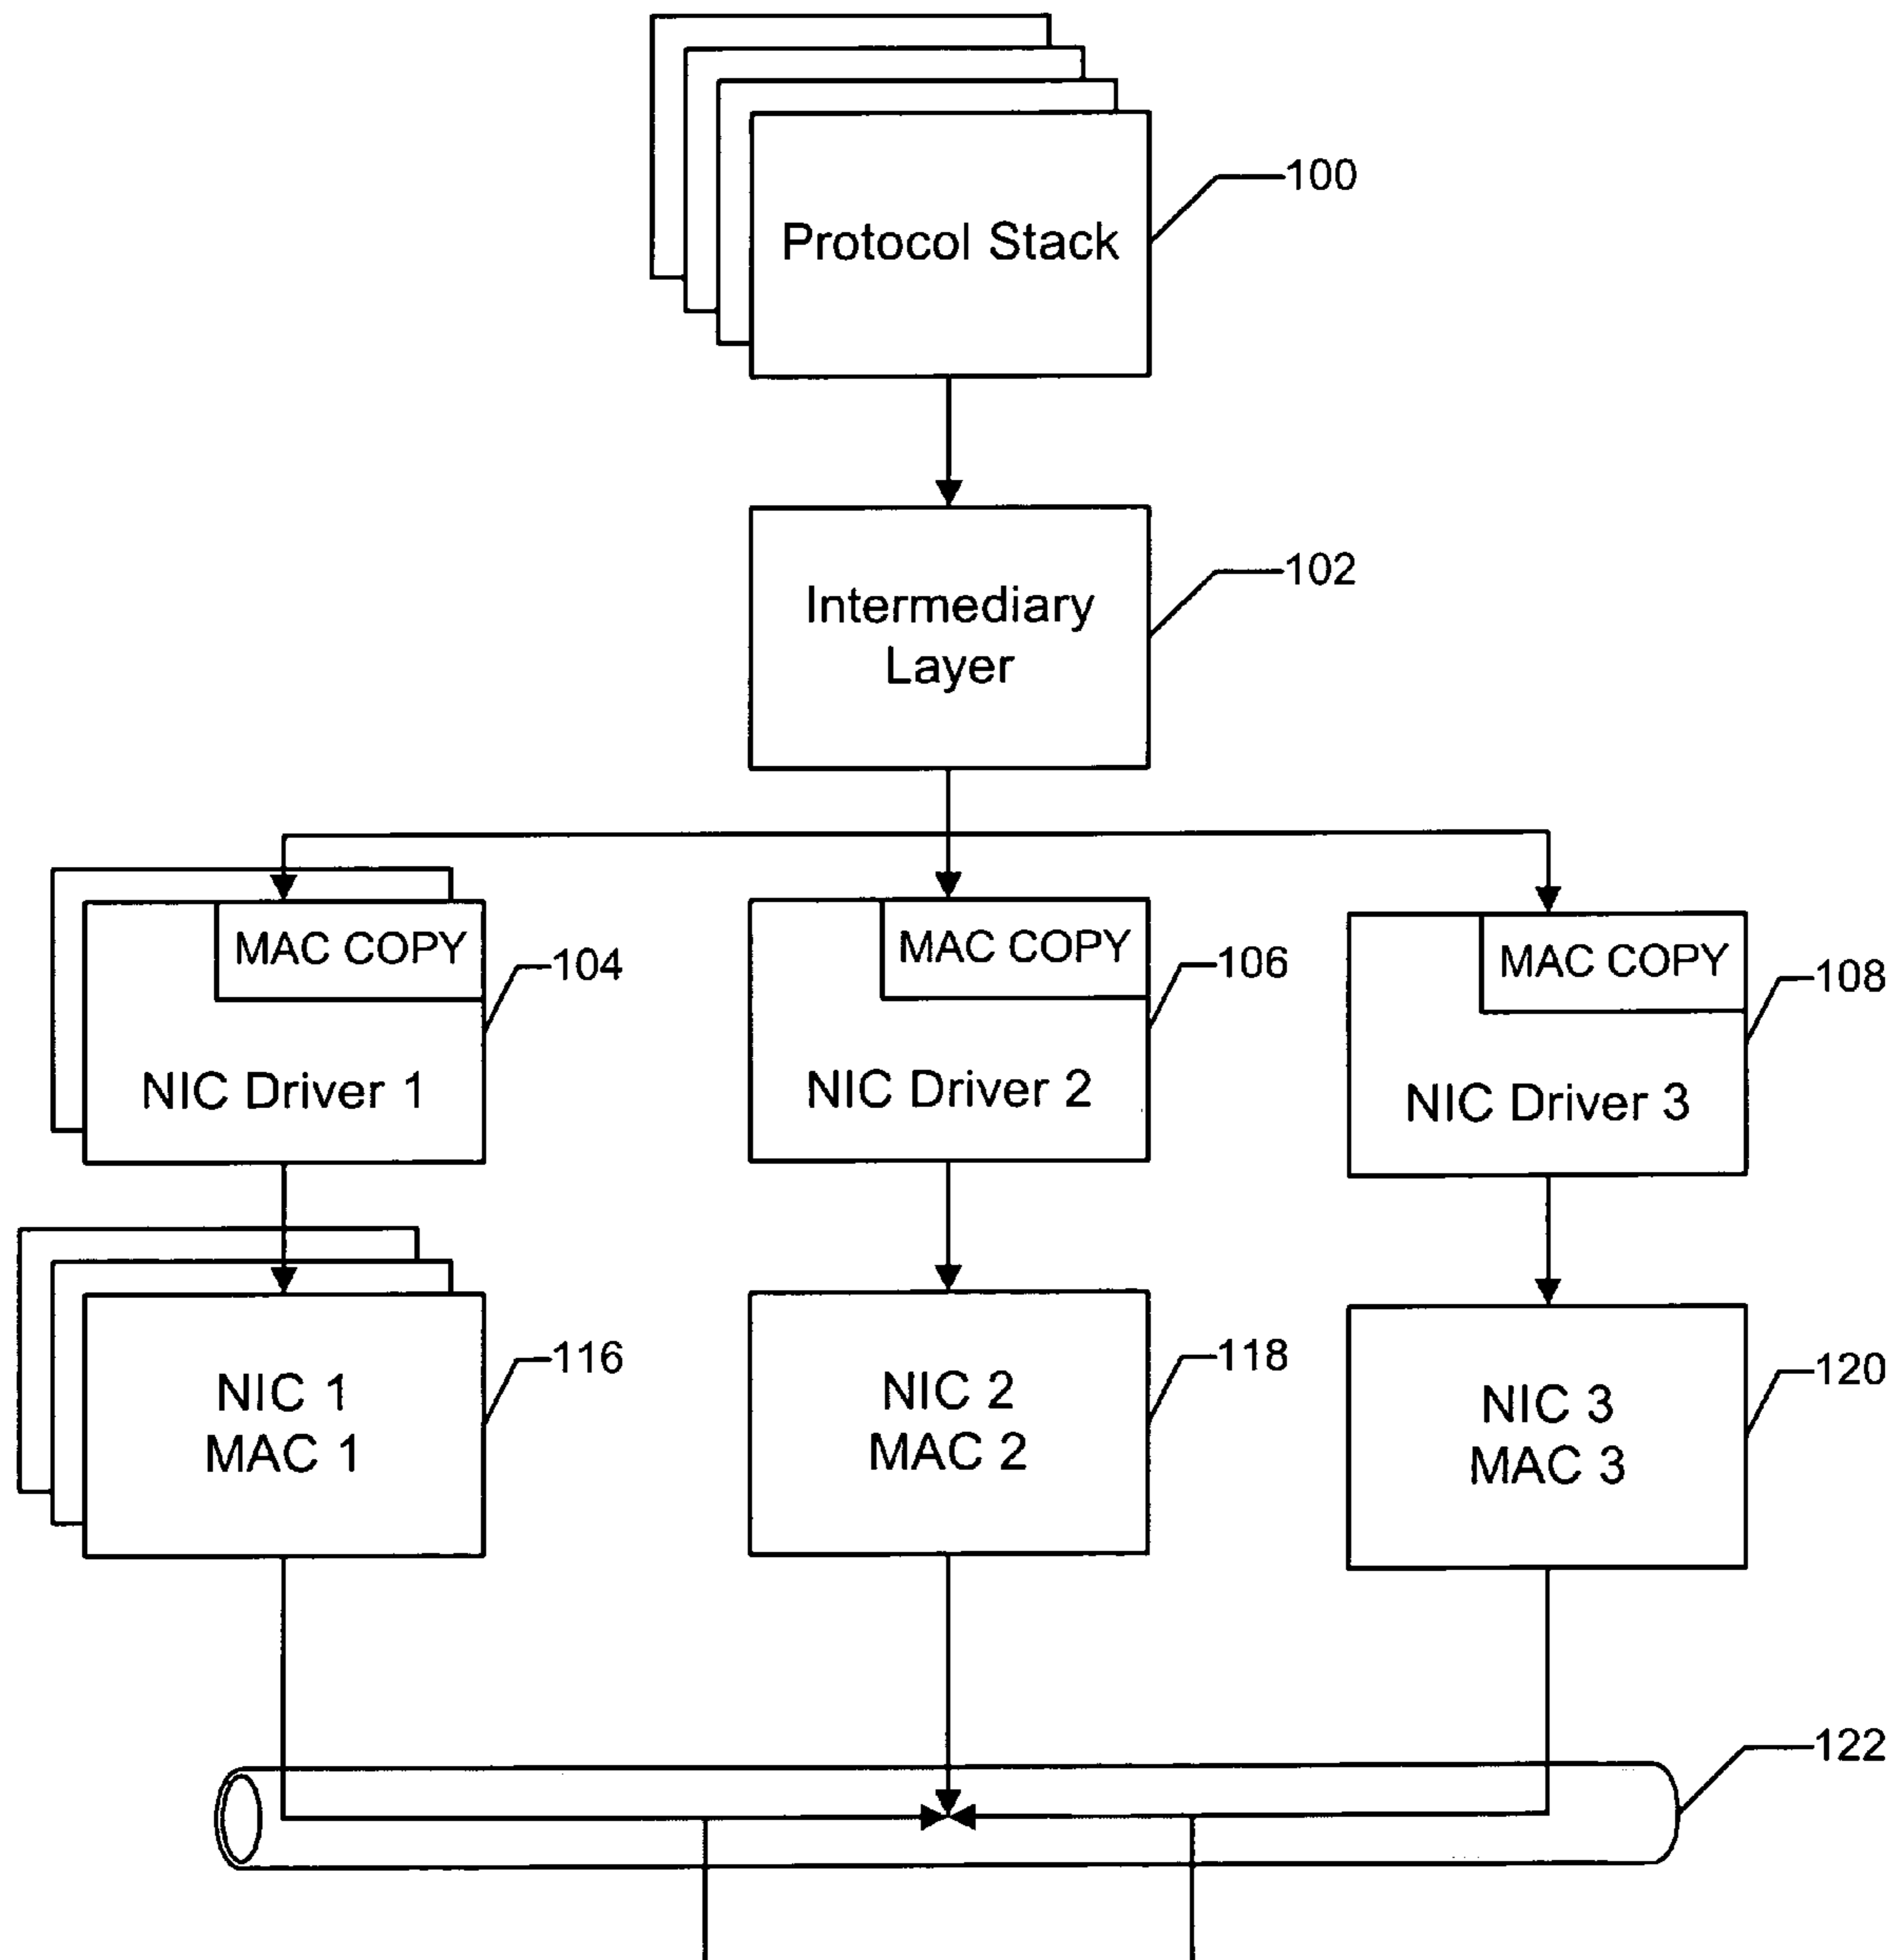 Protocol Stack
100
Intermediary
Layer
102
MAC COPY
104
NIC Driver 1
MAC COPY
106
NIC Driver 2
MAC COPY
108
NIC Driver 3
NIC 1
MAC 1
116
NIC 2
MAC 2
118
NIC 3
MAC 3
120
122